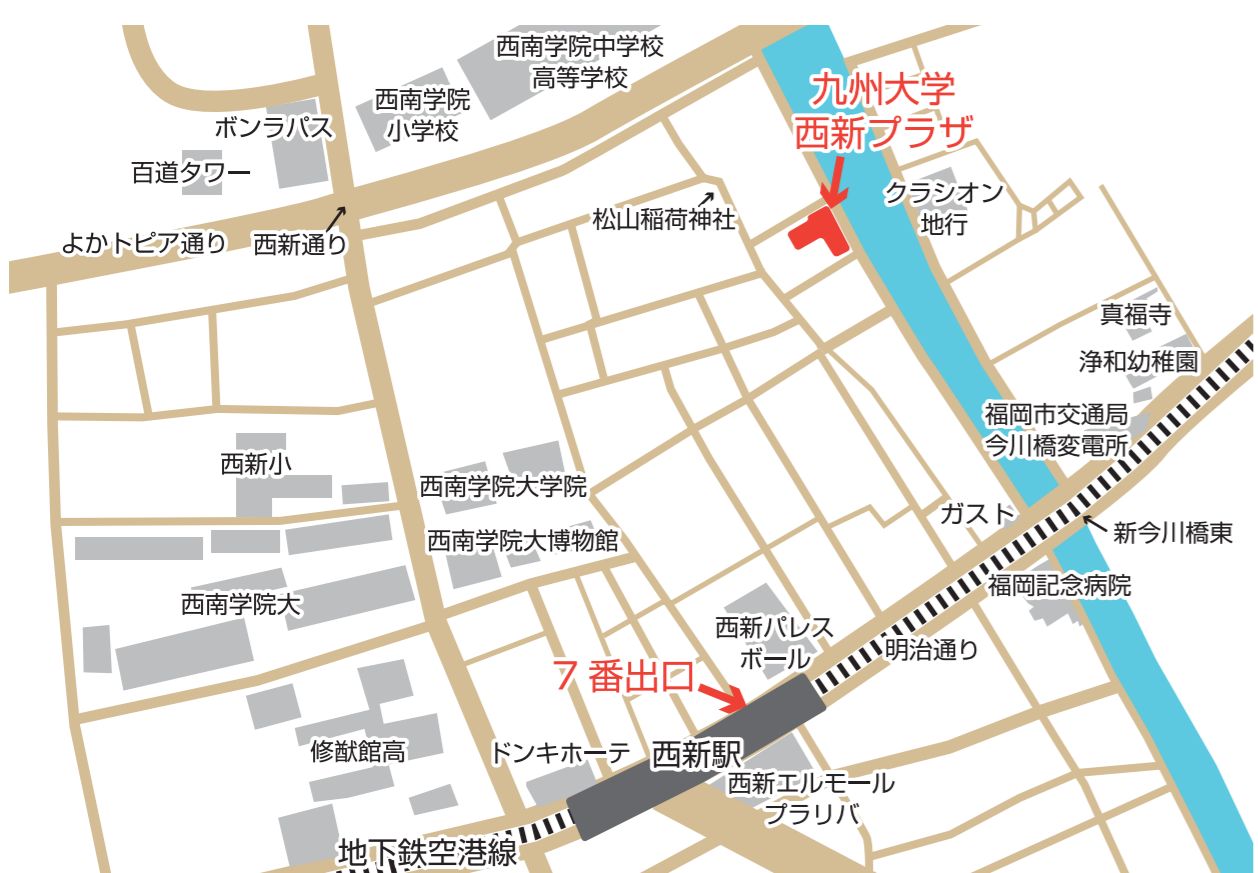 西南学院中学校
高等学校
西南学院
小学校
九州大学
西新プラザ
ボンラパス
百道タワー
クラシオン
地行
松山稲荷神社
よかトピア通り
西新通り
真福寺
浄和幼稚園
福岡市交通局
今川橋変電所
西新小
西南学院大学院
ガスト
新今川橋東
西南学院大博物館
福岡記念病院
西南学院大
西新パレス
ボール
明治通り
7番出口
修猷館高
ドンキホーテ
西新駅
西新エルモール
プラリバ
地下鉄空港線